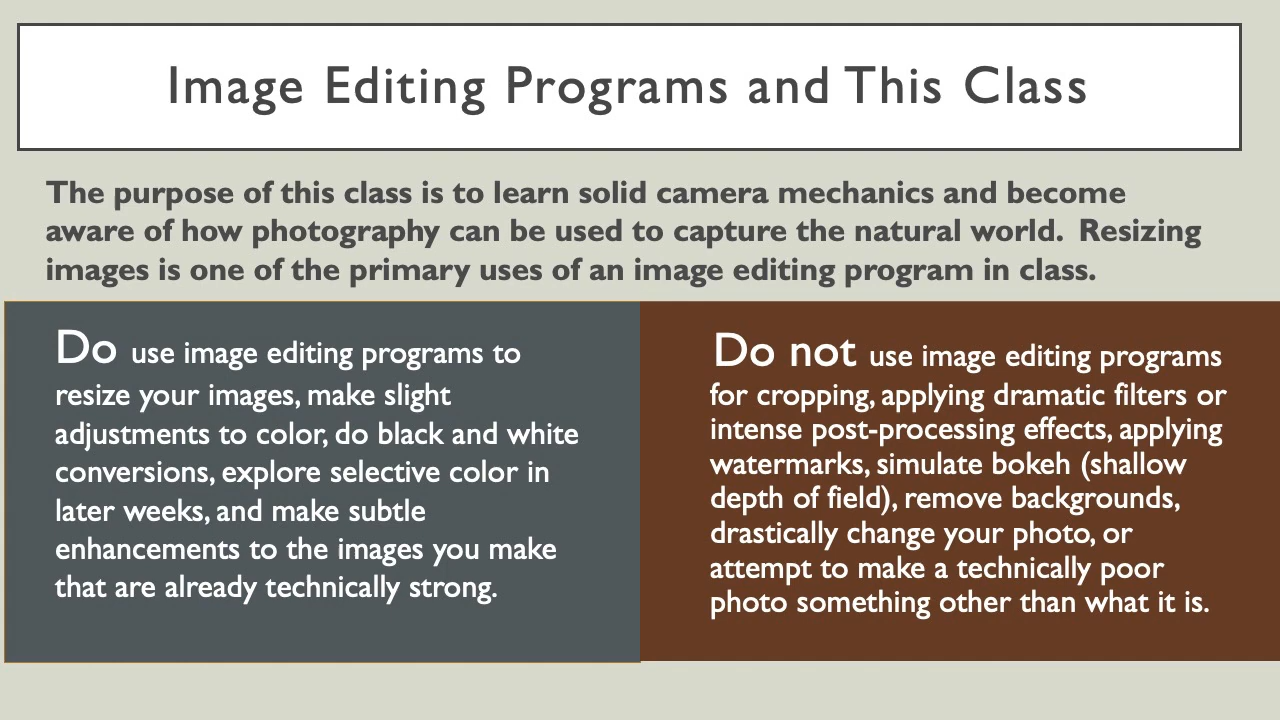 Image Editing Programs and This Class
The purpose of this class is to learn solid camera mechanics and become
aware of how photography can be used to capture the natural world.  Resizing
images is one of the primary uses of an image editing program in class.
Do use image editing programs to
resize your images, make slight
adjustments to color, do black and white
conversions, explore selective color in
later weeks, and make subtle
enhancements to the images you make
that are already technically strong.
Do not use image editing programs
for cropping, applying dramatic filters or
intense post-processing effects, applying
watermarks, simulate bokeh (shallow
depth of field), remove backgrounds,
drastically change your photo, or
attempt to make a technically poor
photo something other than what it is.